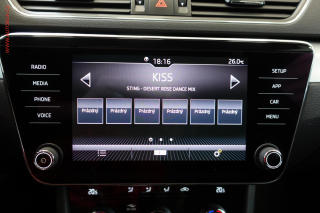 18:16
26.0°C
RADIO
MEDIA
PHONE
VOICE
KISS
STING - DESERT ROSE DANCE MIX
Prázdný Prázdný Prázdný Prázdný Prázdný Prázdný
SETUP
APP
CAR
MENU